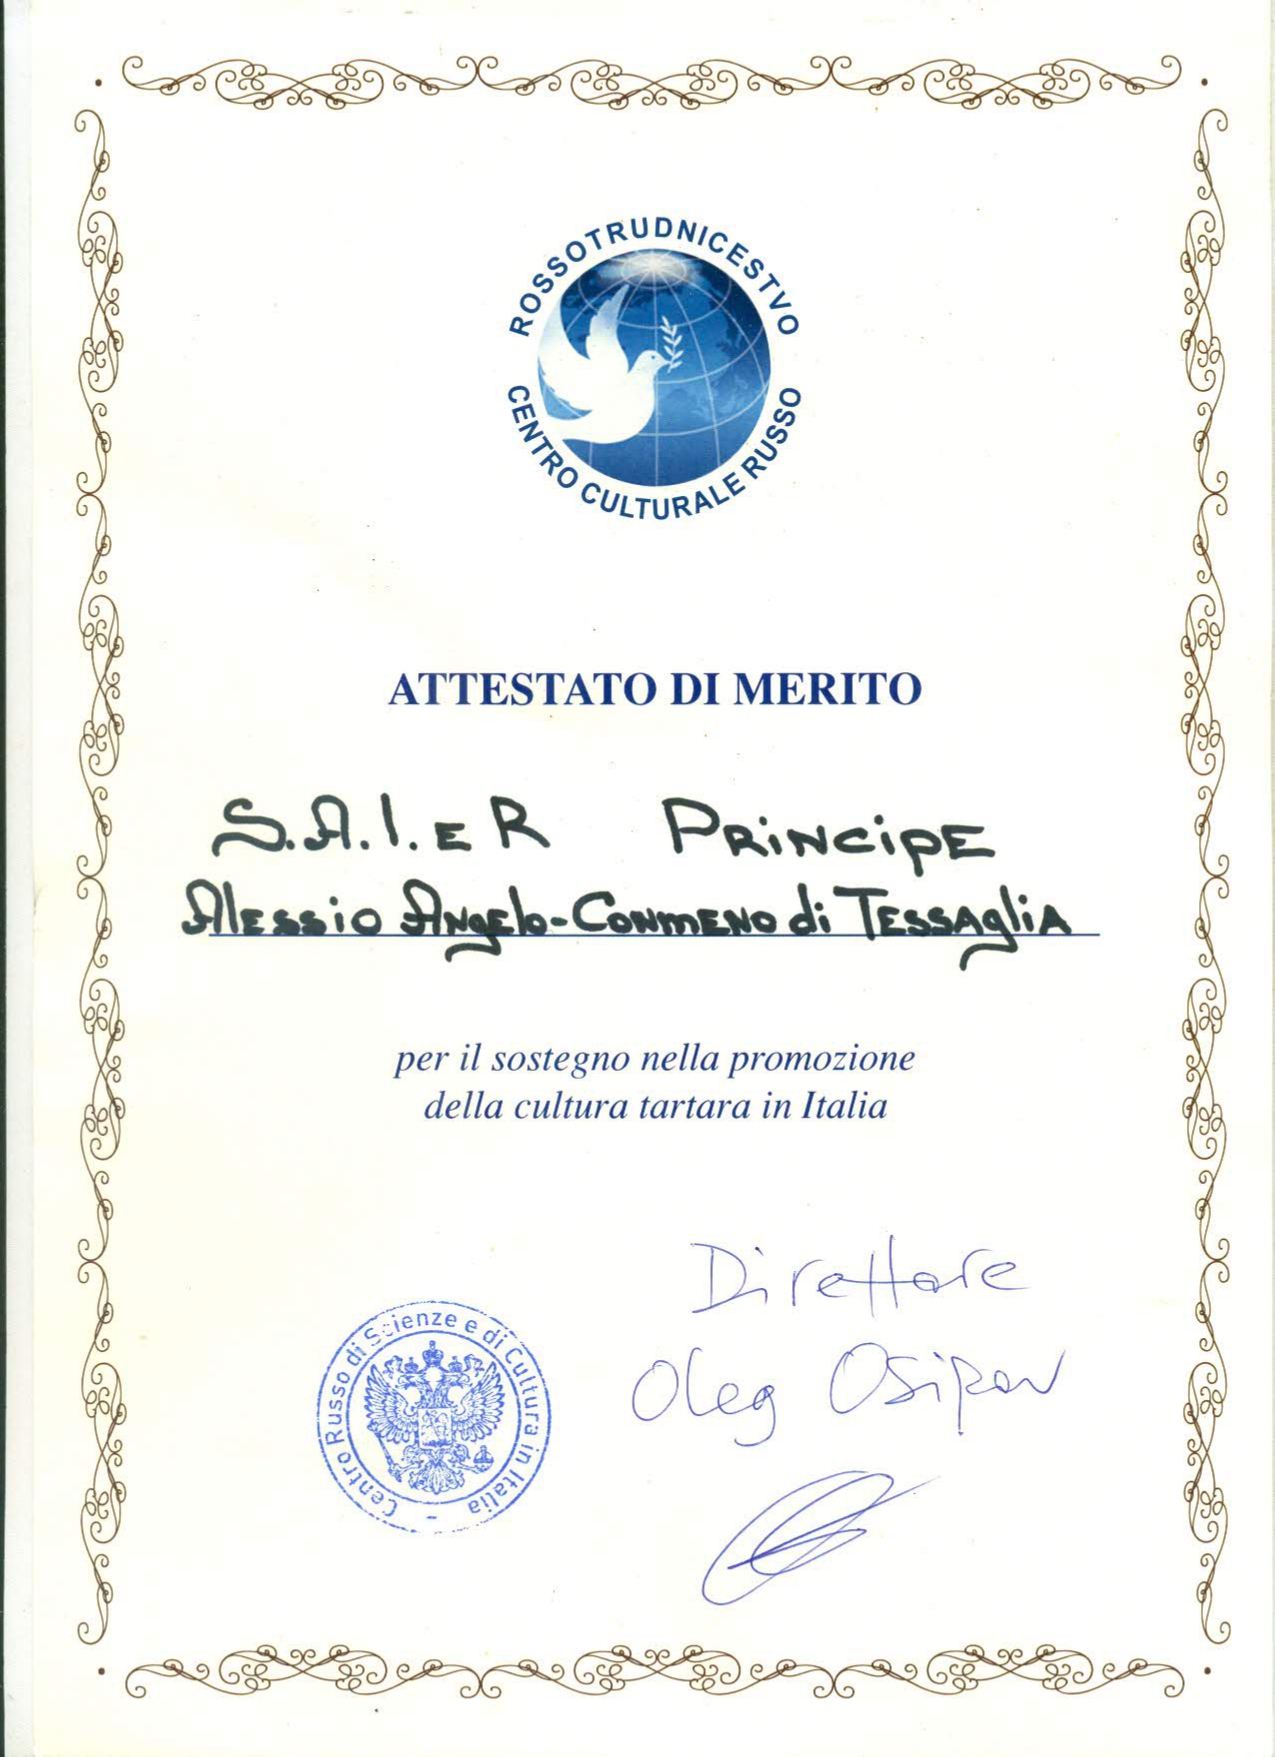 ROSSOTRUDNICESTVO
CENTRO CULTURALE RUSSO
ATTESTATO DI MERITO
S.A.I. e R Principe
Alessio Angelo-Conmeno di Tessaglia
per il sostegno nella promozione
della cultura tartara in Italia
Direttore
Oleg Osipov
Centro Russo di Scienze e di Cultura in Italia -